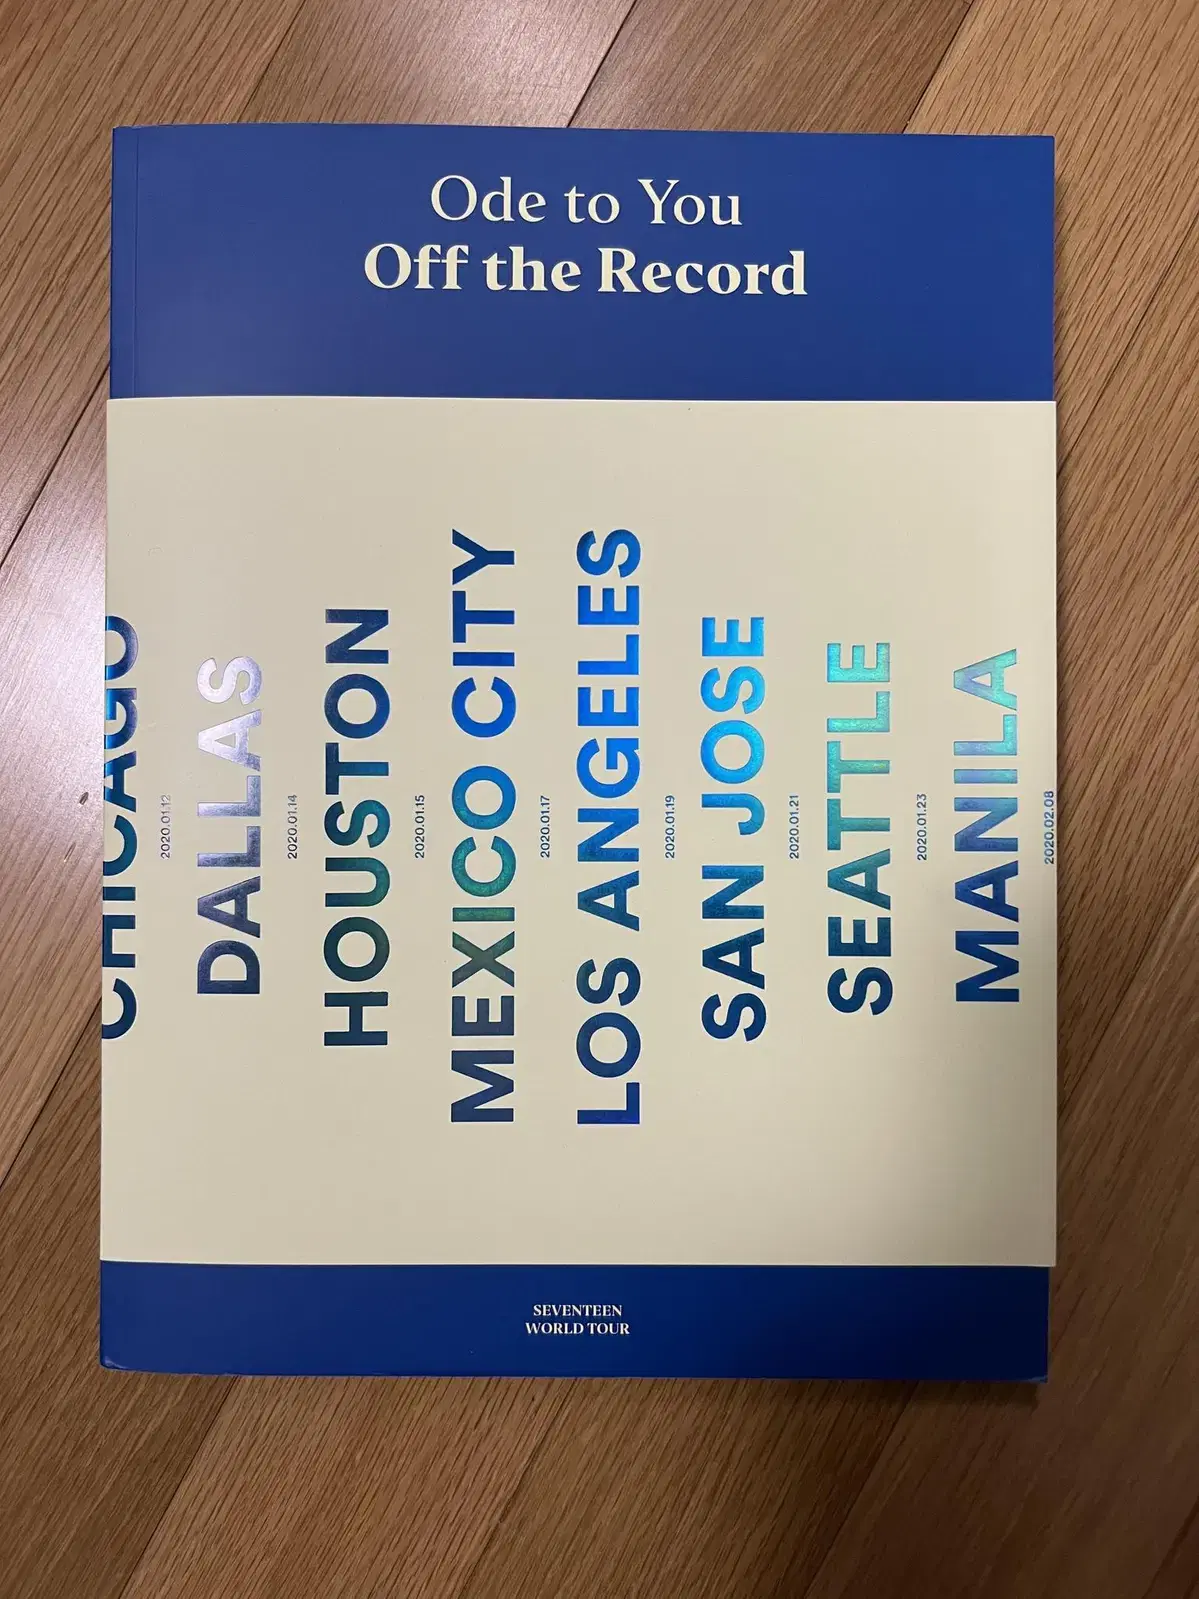 Ode to You
Off the Record
CHICAGO
2020.01.12
DALLAS
2020.01.14
HOUSTON
2020.01.15
MEXICO CITY
2020.01.17
LOS ANGELES
2020.01.19
SAN JOSE
2020.01.21
SEATTLE
2020.01.23
MANILA
2020.02.08
SEVENTEEN
WORLD TOUR